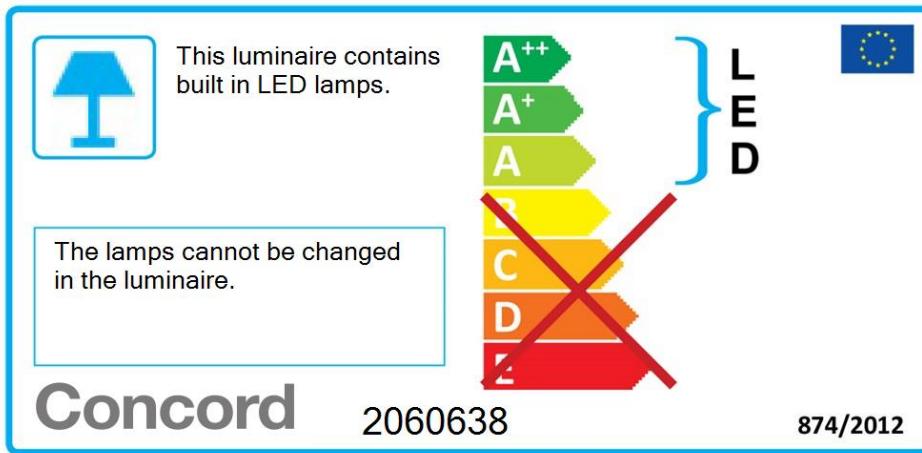 This luminaire contains
built in LED lamps.
A++
A+
A
B
C
D
E
L
E
D
The lamps cannot be changed
in the luminaire.
Concord
2060638
874/2012